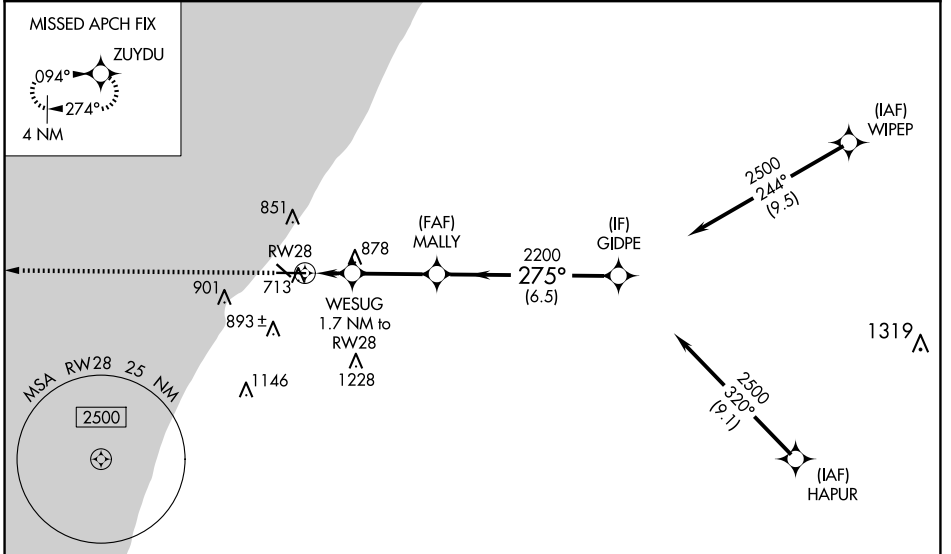 MISSED APCH FIX
ZUYDU
094°
274°
4 NM
(IAF)
WIPEP
2500
244°
(9.5)
851
RW28
713
878
(FAF)
MALLY
(IF)
GIDPE
2200
275°
(6.5)
901
893 ±
WESUG
1.7 NM to
RW28
1146
1228
1319
2500
320°
(9.1)
(IAF)
HAPUR
MSA RW28 25 NM
2500